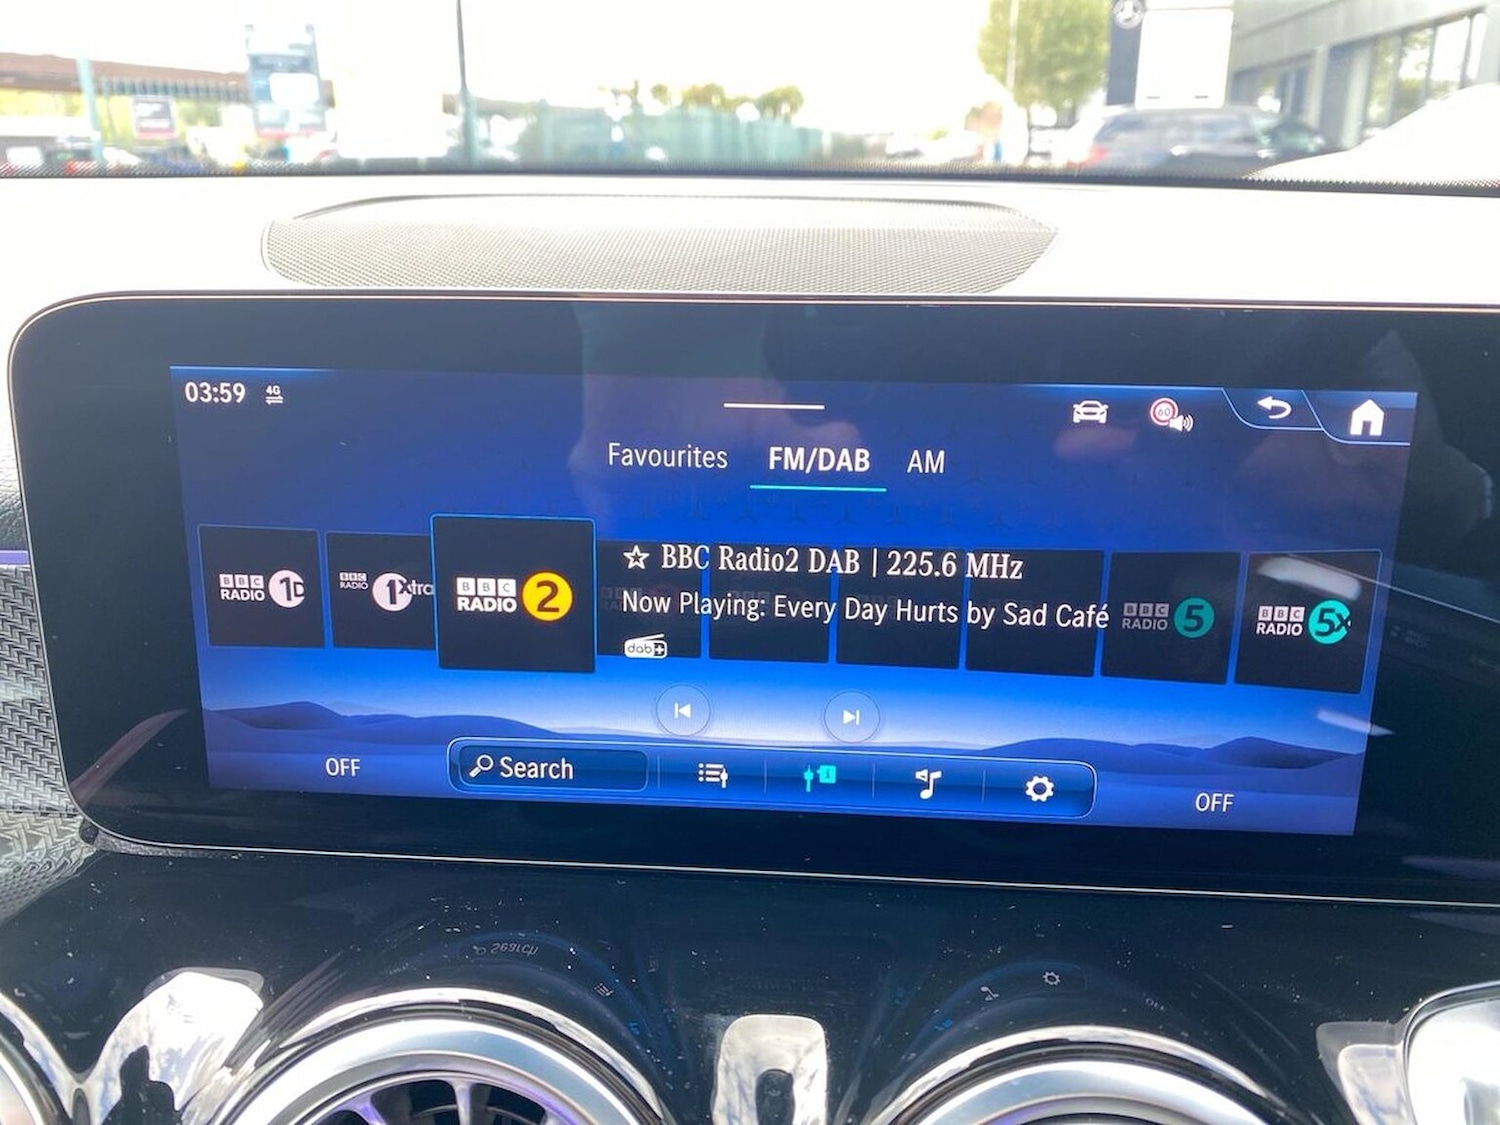 03:59 4G
60
Favourites FM/DAB AM
BBC RADIO 1D
BBC RADIO 1Xtra
BBC RADIO 2
☆ BBC Radio2 DAB | 225.6 MHz
Now Playing: Every Day Hurts by Sad Café
dab+
BBC RADIO 5
BBC RADIO 5X
OFF
Search
OFF